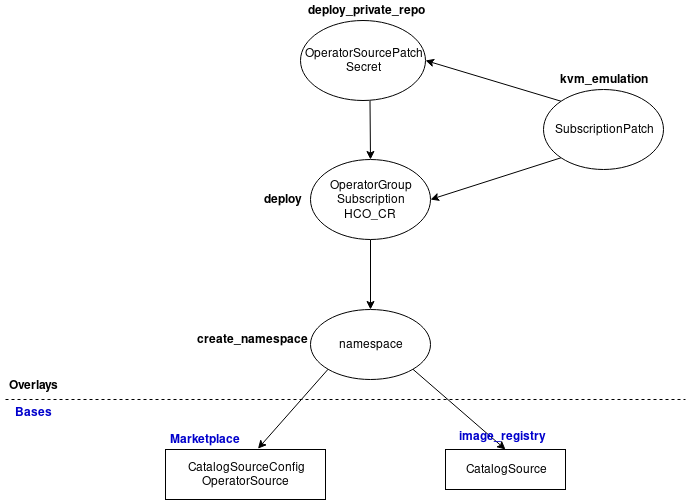 deploy_private_repo
OperatorSourcePatch
Secret
kvm_emulation
SubscriptionPatch
deploy
OperatorGroup
Subscription
HCO_CR
create_namespace
namespace
Overlays
Bases
Marketplace
CatalogSourceConfig
OperatorSource
image_registry
CatalogSource